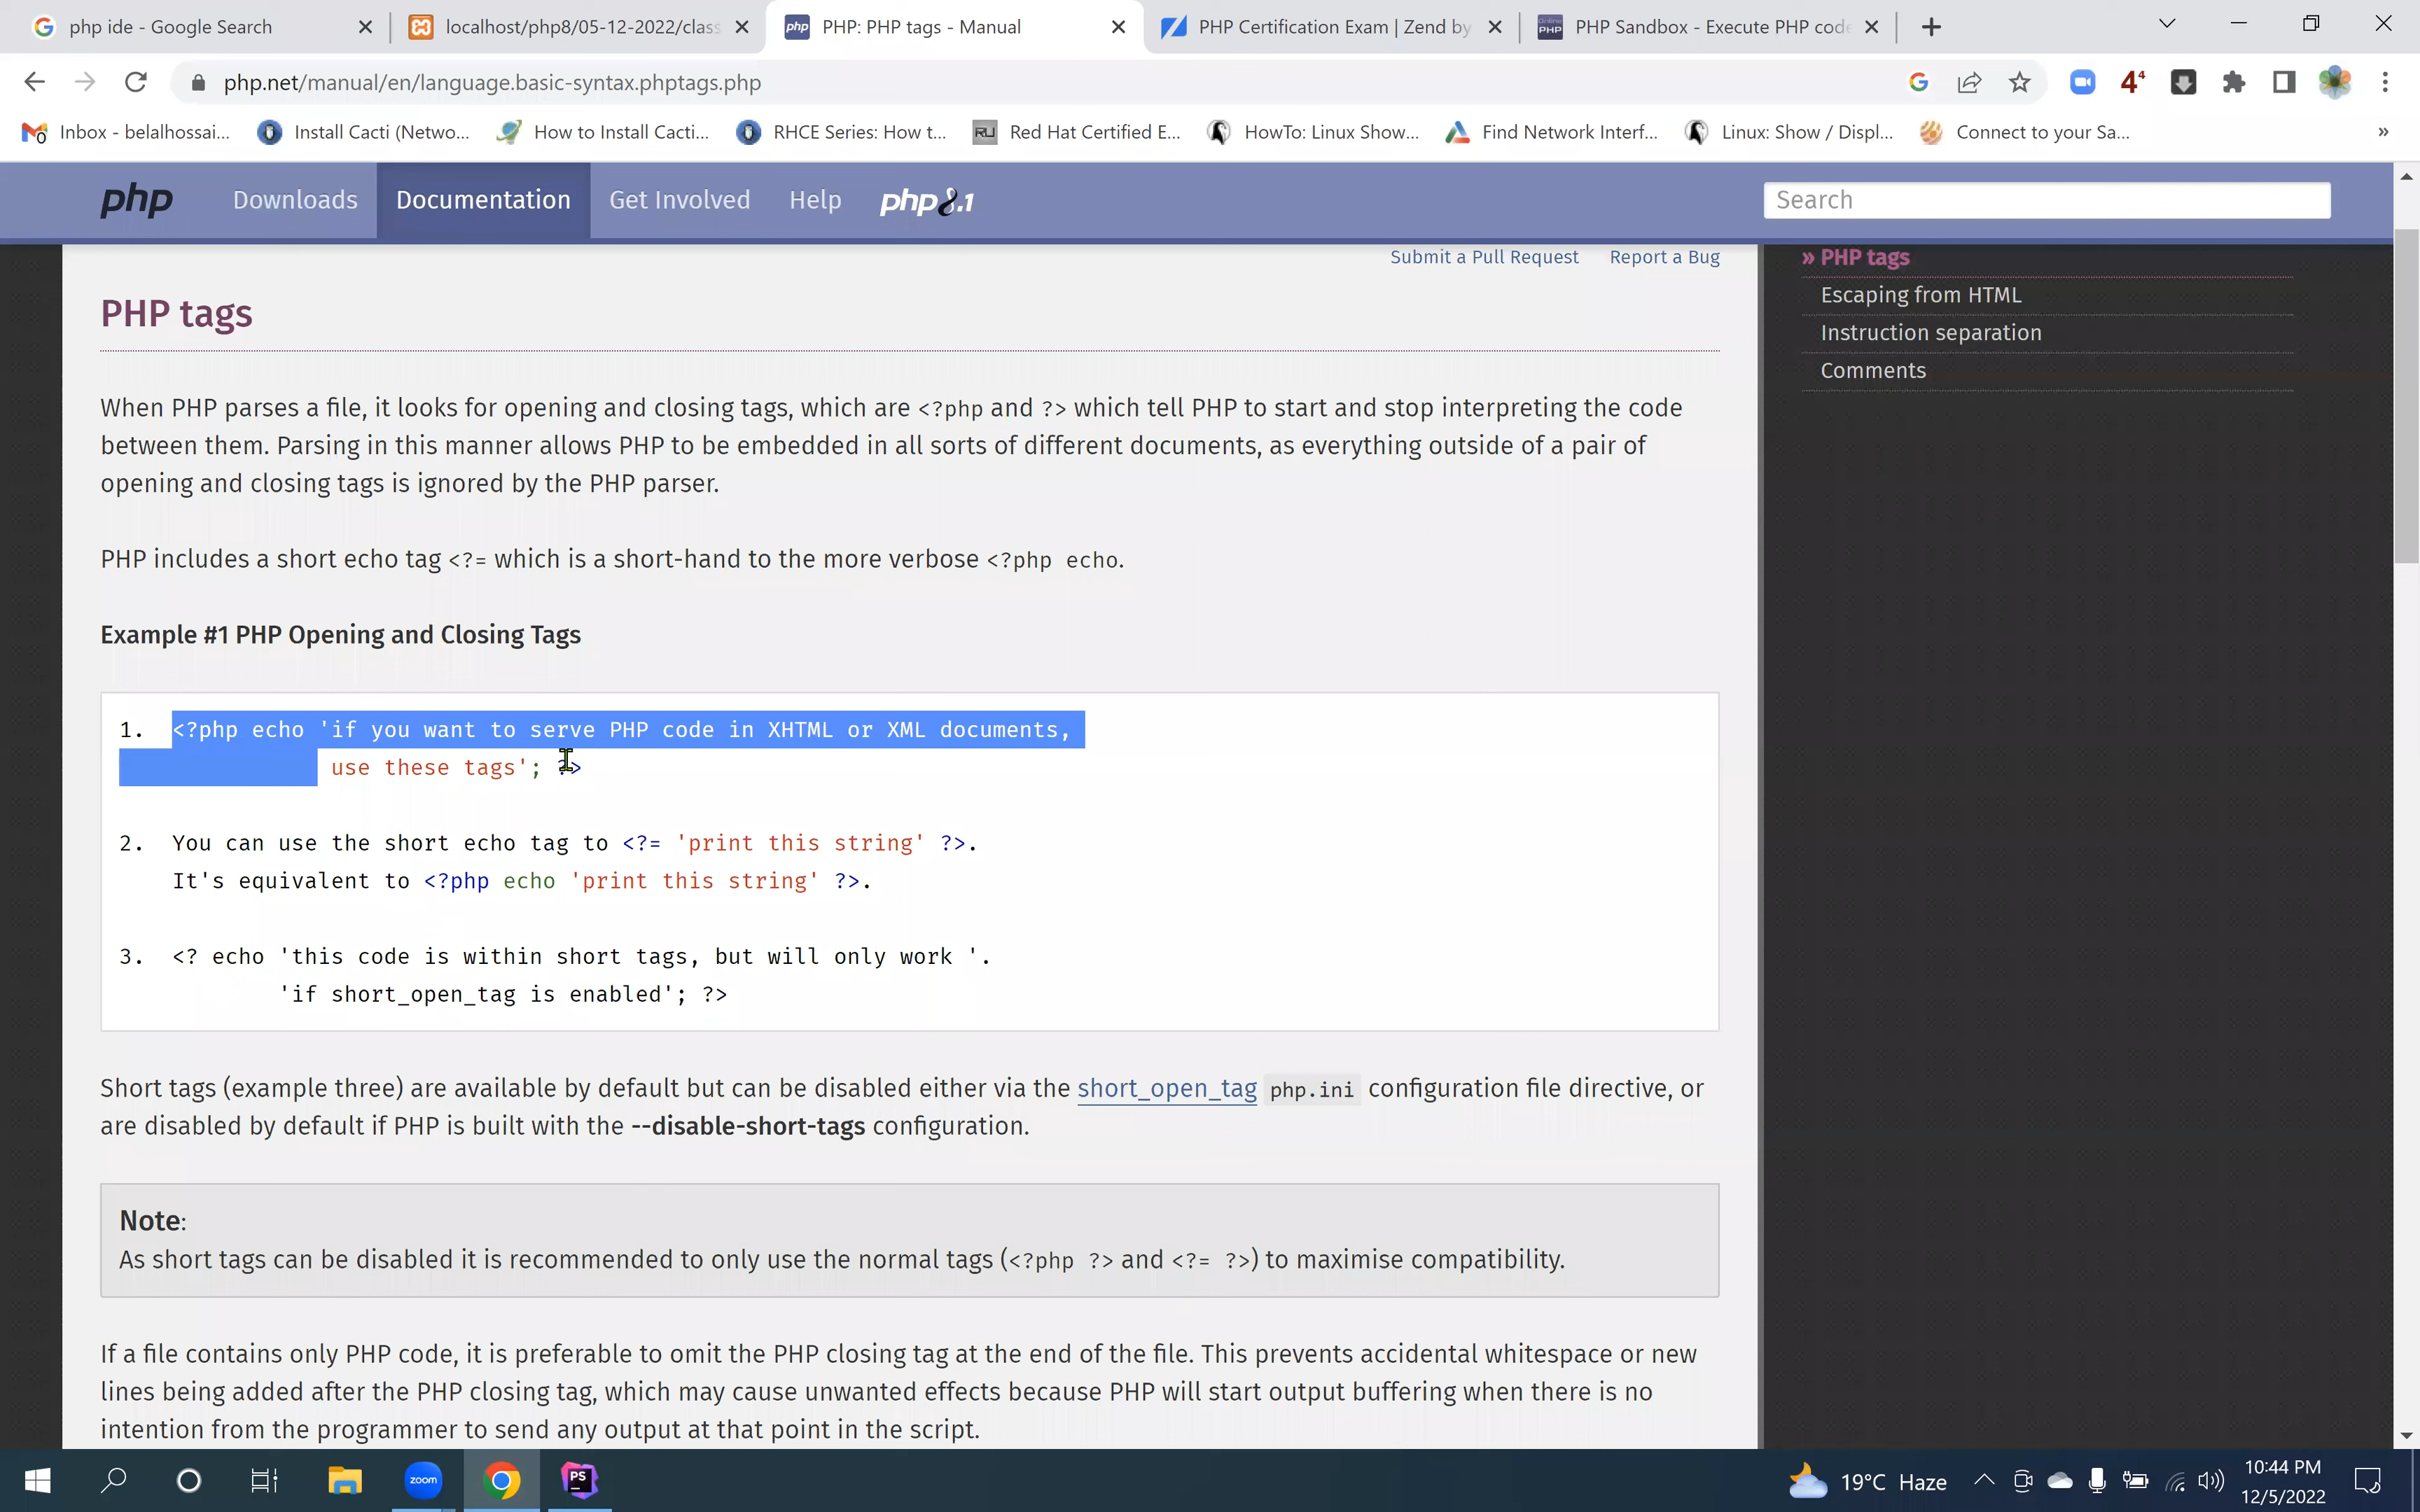 php ide - Google Search
localhost/php8/05-12-2022/class
PHP: PHP tags - Manual
PHP Certification Exam | Zend by
PHP Sandbox - Execute PHP code
php.net/manual/en/language.basic-syntax.phptags.php
Inbox - belalhossai...
Install Cacti (Netwo...
How to Install Cacti...
RHCE Series: How t...
Red Hat Certified E...
HowTo: Linux Show...
Find Network Interf...
Linux: Show / Displ...
Connect to your Sa...
»
php
Downloads
Documentation
Get Involved
Help
php8.1
Search
Submit a Pull Request
Report a Bug
» PHP tags
Escaping from HTML
Instruction separation
Comments
PHP tags
When PHP parses a file, it looks for opening and closing tags, which are <?php and ?> which tell PHP to start and stop interpreting the code
between them. Parsing in this manner allows PHP to be embedded in all sorts of different documents, as everything outside of a pair of
opening and closing tags is ignored by the PHP parser.
PHP includes a short echo tag <?= which is a short-hand to the more verbose <?php echo.
Example #1 PHP Opening and Closing Tags
1. <?php echo 'if you want to serve PHP code in XHTML or XML documents,
use these tags'; ?>
2. You can use the short echo tag to <?= 'print this string' ?>.
It's equivalent to <?php echo 'print this string' ?>.
3. <? echo 'this code is within short tags, but will only work '.
'if short_open_tag is enabled'; ?>
Short tags (example three) are available by default but can be disabled either via the short_open_tag php.ini configuration file directive, or
are disabled by default if PHP is built with the --disable-short-tags configuration.
Note:
As short tags can be disabled it is recommended to only use the normal tags (<?php ?> and <?= ?>) to maximise compatibility.
If a file contains only PHP code, it is preferable to omit the PHP closing tag at the end of the file. This prevents accidental whitespace or new
lines being added after the PHP closing tag, which may cause unwanted effects because PHP will start output buffering when there is no
intention from the programmer to send any output at that point in the script.
zoom
PS
19°C Haze
10:44 PM
12/5/2022